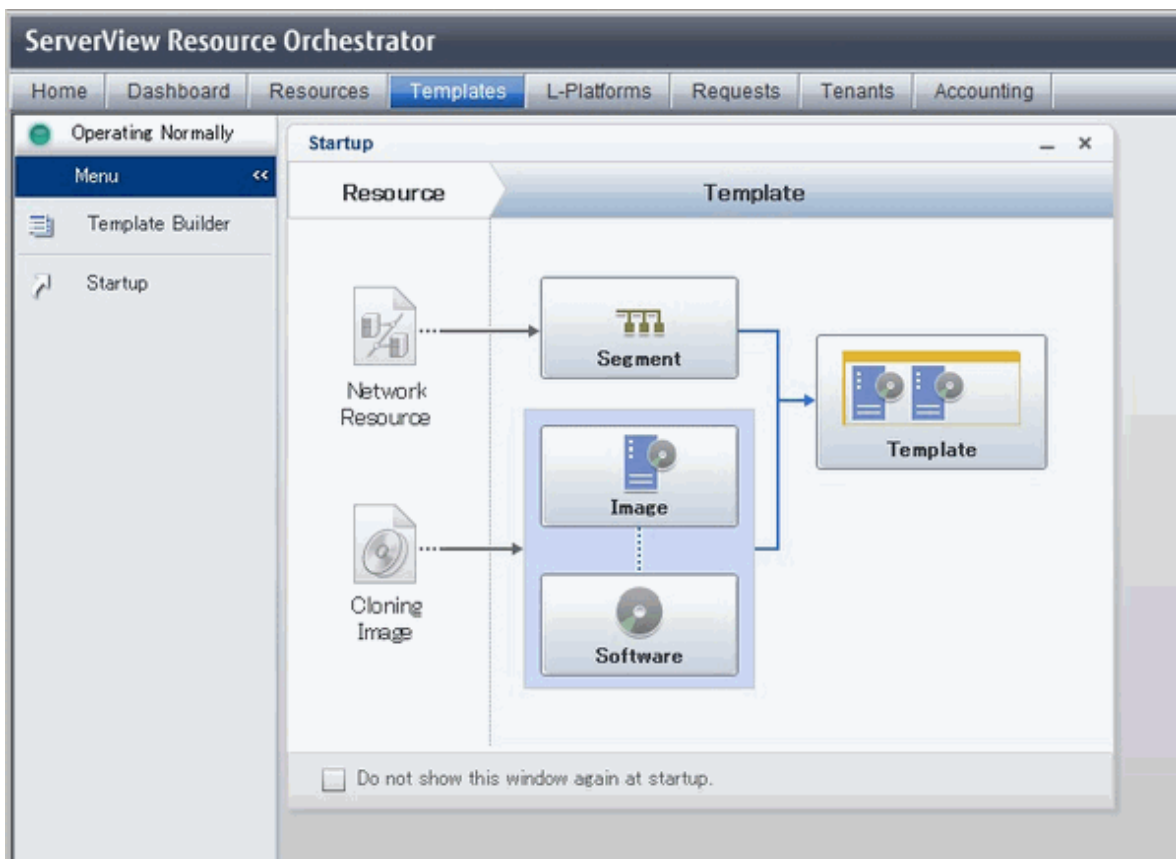 ServerView Resource Orchestrator
Home Dashboard Resources Templates L-Platforms Requests Tenants Accounting
Operating Normally
Menu <<
Template Builder
Startup
Startup
Resource Template
Network
Resource
Segment
Template
Image
Cloning
Image
Software
Do not show this window again at startup.